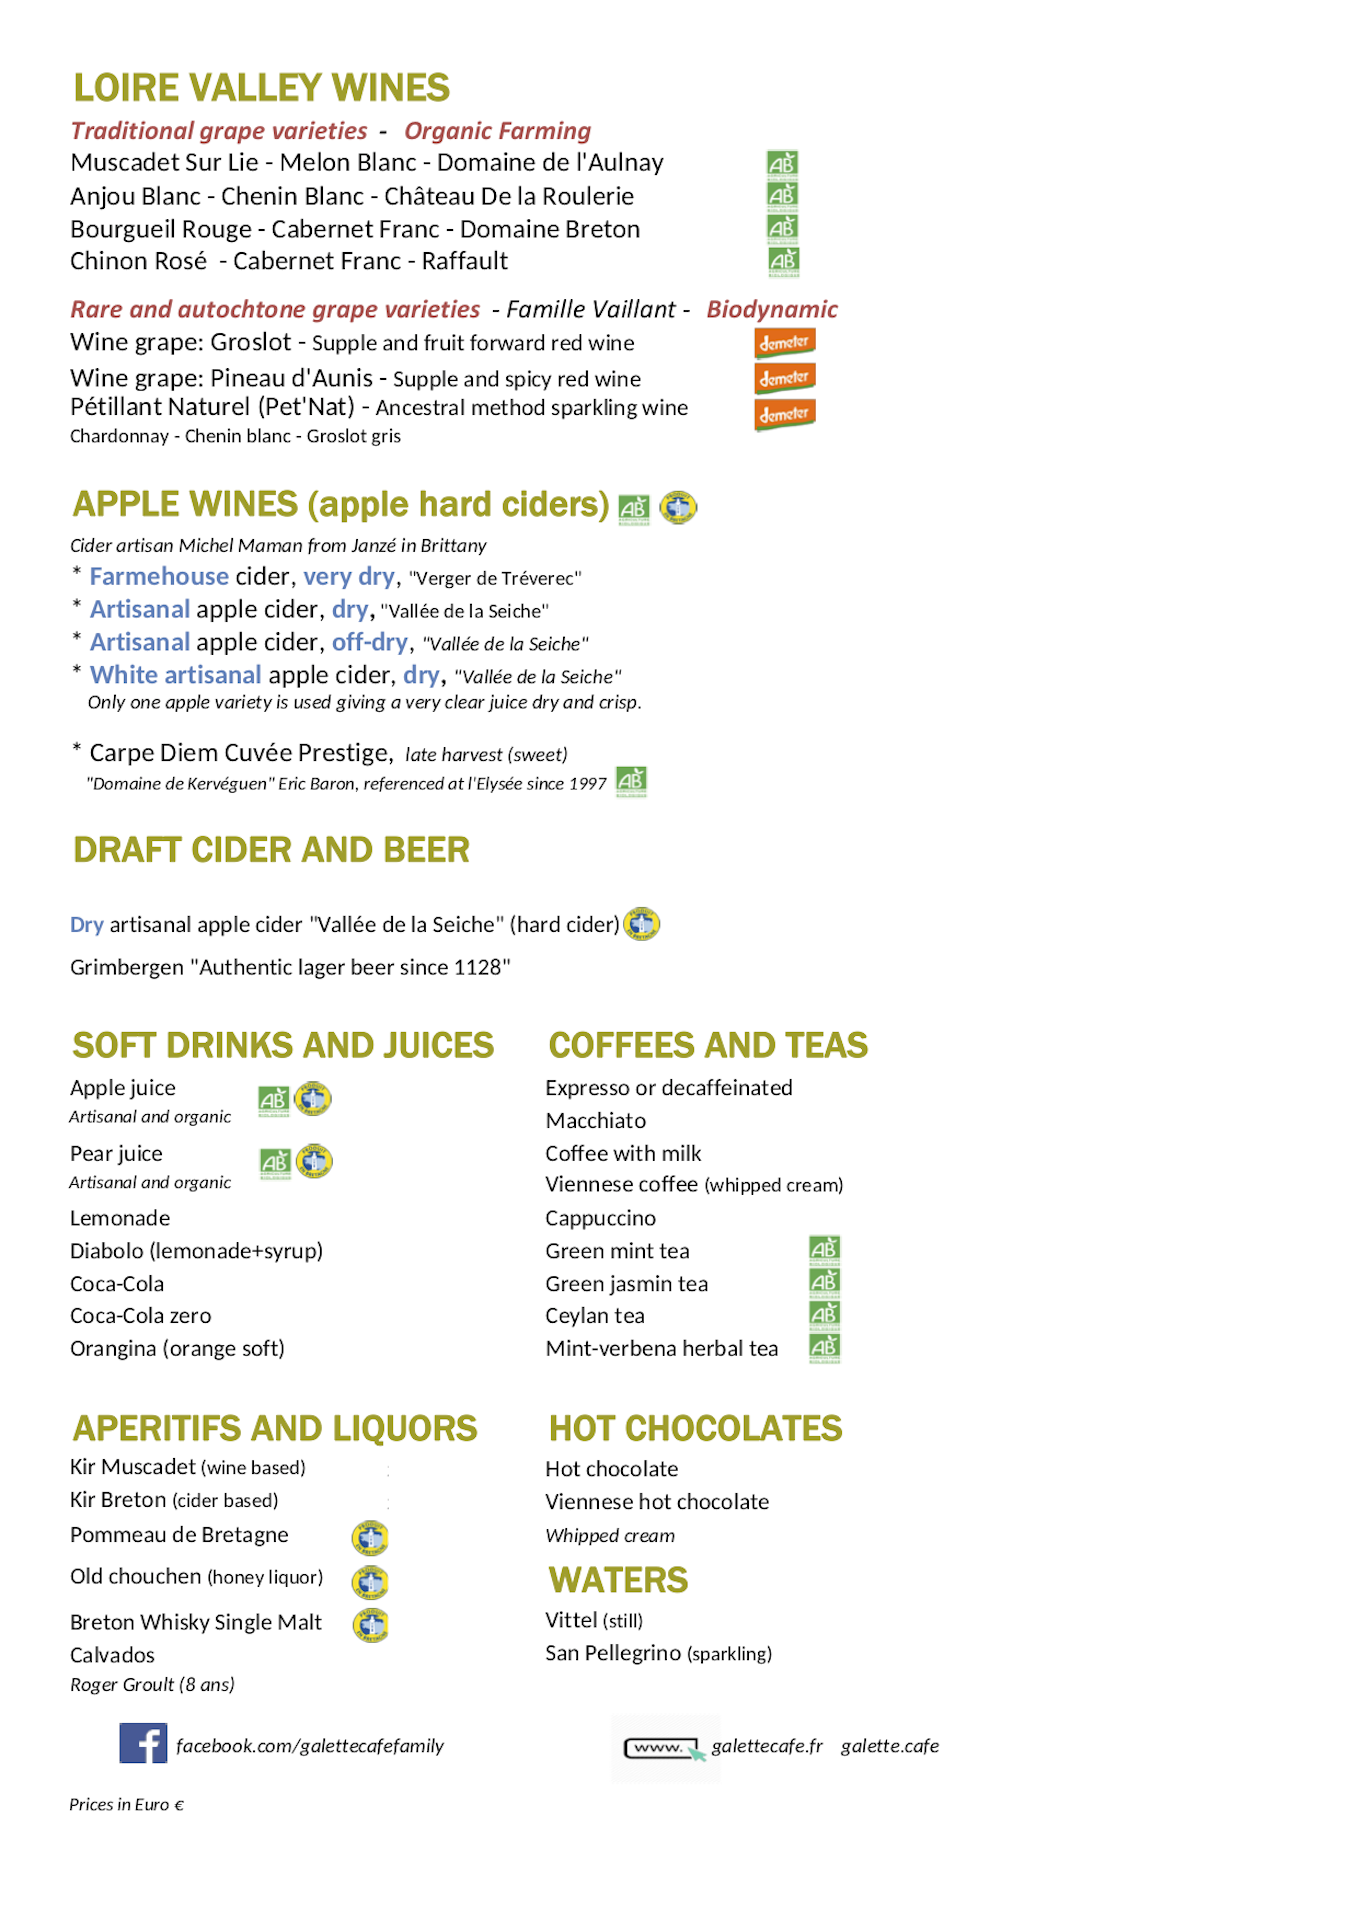 LOIRE VALLEY WINES
Traditional grape varieties - Organic Farming
Muscadet Sur Lie - Melon Blanc - Domaine de l'Aulnay
Anjou Blanc - Chenin Blanc - Château De la Roulerie
Bourgueil Rouge - Cabernet Franc - Domaine Breton
Chinon Rosé - Cabernet Franc - Raffault
Rare and autochtone grape varieties - Famille Vaillant - Biodynamic
Wine grape: Groslot - Supple and fruit forward red wine
demeter
Wine grape: Pineau d'Aunis - Supple and spicy red wine
demeter
Pétillant Naturel (Pet'Nat) - Ancestral method sparkling wine
demeter
Chardonnay - Chenin blanc - Groslot gris
APPLE WINES (apple hard ciders)
Cider artisan Michel Maman from Janzé in Brittany
* Farmehouse cider, very dry, "Verger de Tréverec"
* Artisanal apple cider, dry, "Vallée de la Seiche"
* Artisanal apple cider, off-dry, "Vallée de la Seiche"
* White artisanal apple cider, dry, "Vallée de la Seiche"
Only one apple variety is used giving a very clear juice dry and crisp.
* Carpe Diem Cuvée Prestige, late harvest (sweet)
"Domaine de Kervéguen" Eric Baron, referenced at l'Elysée since 1997
DRAFT CIDER AND BEER
Dry artisanal apple cider "Vallée de la Seiche" (hard cider)
Grimbergen "Authentic lager beer since 1128"
SOFT DRINKS AND JUICES
Apple juice
Artisanal and organic
Pear juice
Artisanal and organic
Lemonade
Diabolo (lemonade+syrup)
Coca-Cola
Coca-Cola zero
Orangina (orange soft)
COFFEES AND TEAS
Expresso or decaffeinated
Macchiato
Coffee with milk
Viennese coffee (whipped cream)
Cappuccino
Green mint tea
Green jasmin tea
Ceylan tea
Mint-verbena herbal tea
APERITIFS AND LIQUORS
Kir Muscadet (wine based)
Kir Breton (cider based)
Pommeau de Bretagne
Old chouchen (honey liquor)
Breton Whisky Single Malt
Calvados
Roger Groult (8 ans)
HOT CHOCOLATES
Hot chocolate
Viennese hot chocolate
Whipped cream
WATERS
Vittel (still)
San Pellegrino (sparkling)
facebook.com/galettecafefamily
www. galettecafe.fr galette.cafe
Prices in Euro €